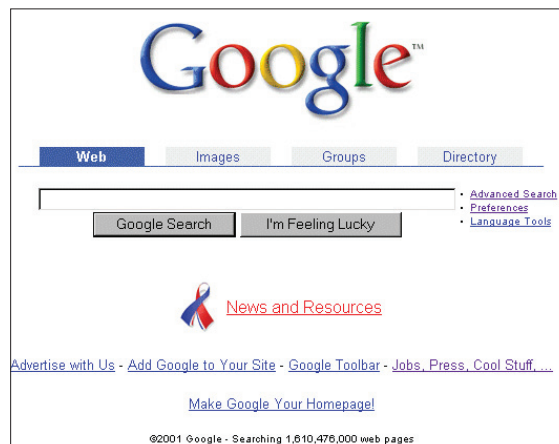 Google™
Web Images Groups Directory
Advanced Search
Preferences
Language Tools
Google Search I'm Feeling Lucky
News and Resources
Advertise with Us - Add Google to Your Site - Google Toolbar - Jobs, Press, Cool Stuff, ...
Make Google Your Homepage!
©2001 Google - Searching 1,610,476,000 web pages